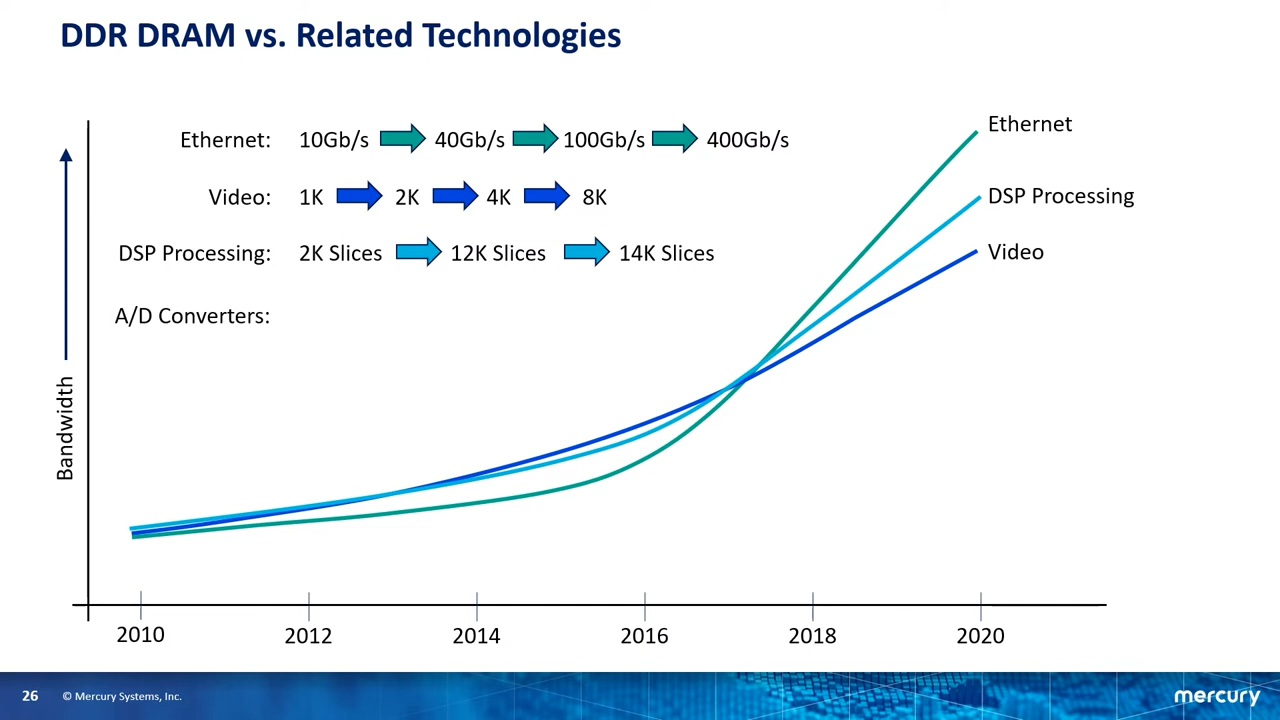 DDR DRAM vs. Related Technologies
Ethernet: 10Gb/s 40Gb/s 100Gb/s 400Gb/s
Video: 1K 2K 4K 8K
DSP Processing: 2K Slices 12K Slices 14K Slices
A/D Converters:
Ethernet
DSP Processing
Video
Bandwidth
2010 2012 2014 2016 2018 2020
26 © Mercury Systems, Inc.
mercury